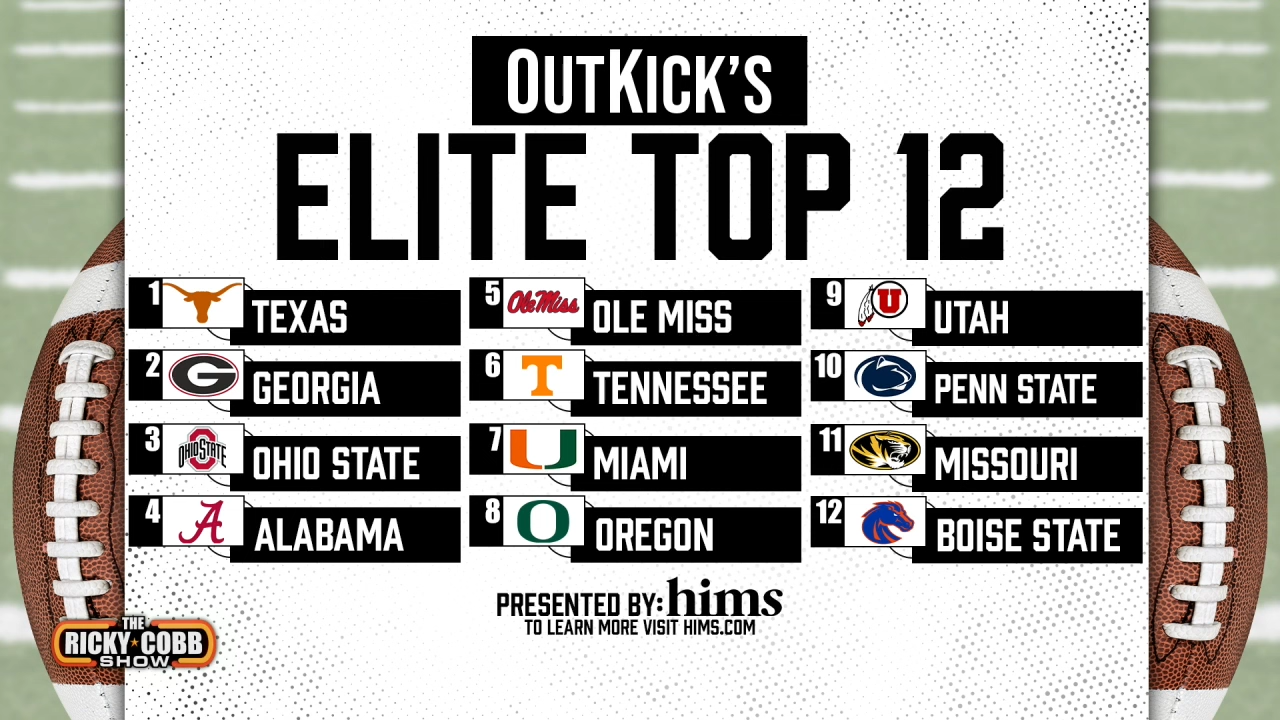 OUTKICK'S
ELITE TOP 12
1 TEXAS
2 G GEORGIA
3 OHIO STATE OHIO STATE
4 A ALABAMA
5 Ole Miss OLE MISS
6 T TENNESSEE
7 U MIAMI
8 O OREGON
9 U UTAH
10 PENN STATE
11 MISSOURI
12 BOISE STATE
PRESENTED BY: hims
TO LEARN MORE VISIT HIMS.COM
THE
RICKY COBB
SHOW